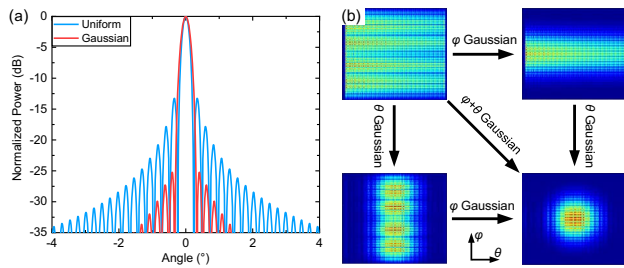 (a)
Uniform
Gaussian
Normalized Power (dB)
0
-5
-10
-15
-20
-25
-30
-35
-4
-2
0
2
4
Angle (°)
(b)
φ Gaussian
θ Gaussian
φ+θ Gaussian
θ Gaussian
φ Gaussian
φ
θ